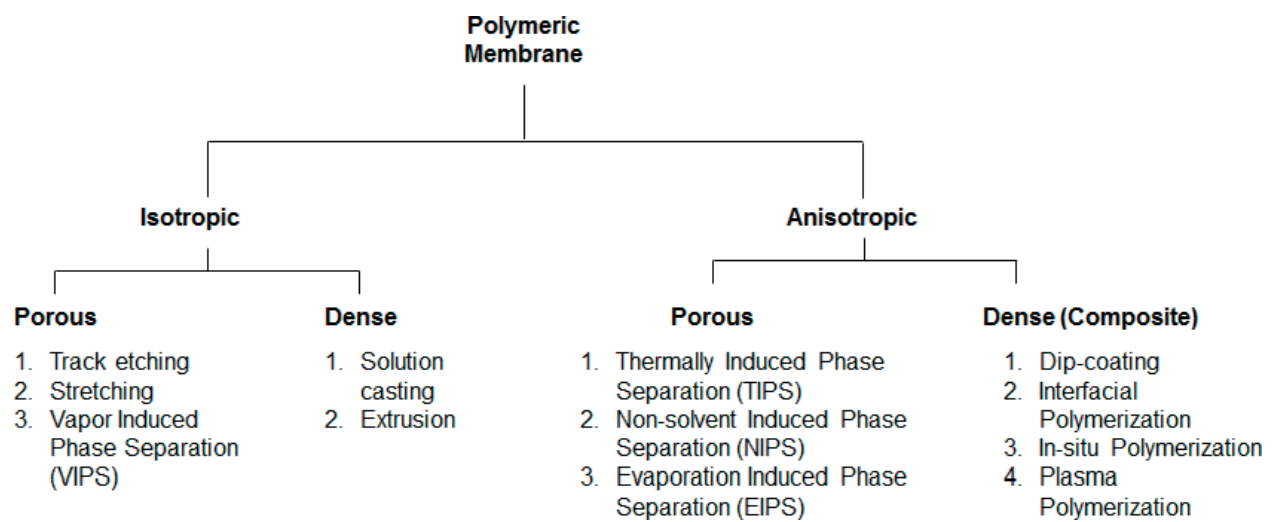 Polymeric
Membrane
Isotropic
Anisotropic
Porous
1. Track etching
2. Stretching
3. Vapor Induced
Phase Separation
(VIPS)
Dense
1. Solution
casting
2. Extrusion
Porous
1. Thermally Induced Phase
Separation (TIPS)
2. Non-solvent Induced Phase
Separation (NIPS)
3. Evaporation Induced Phase
Separation (EIPS)
Dense (Composite)
1. Dip-coating
2. Interfacial
Polymerization
3. In-situ Polymerization
4. Plasma
Polymerization